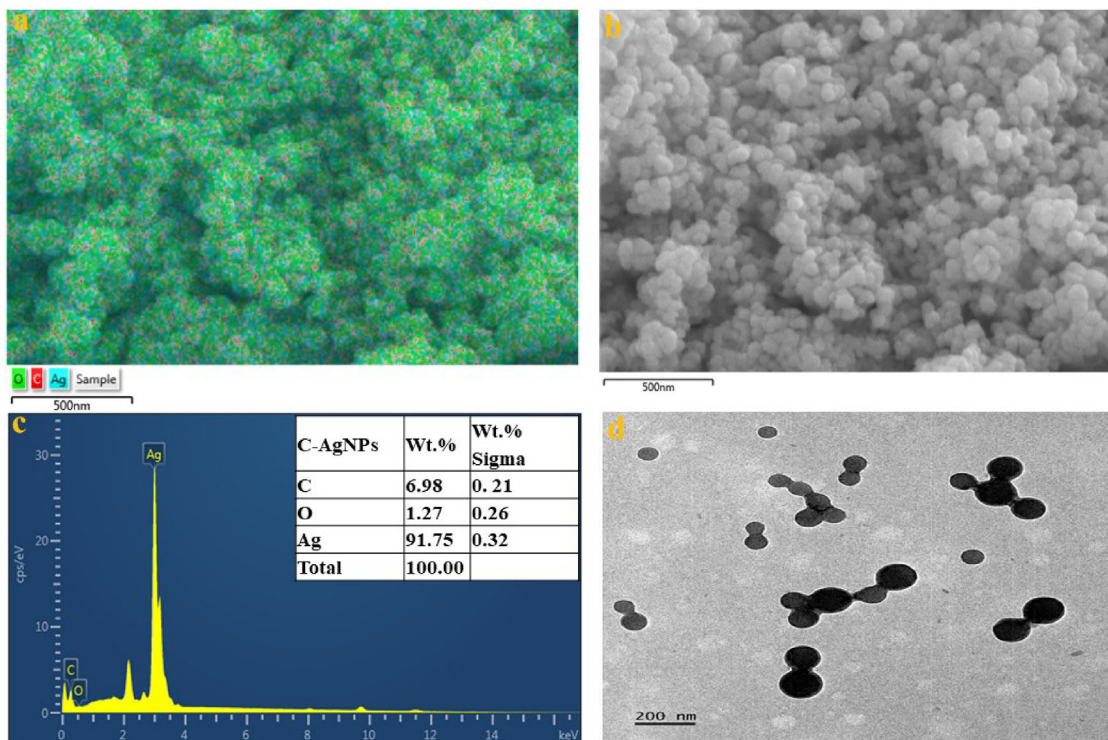 a
b
O C Ag Sample
500nm
500nm
c
C-AgNPs Wt.% Wt.% Sigma
C 6.98 0. 21
O 1.27 0.26
Ag 91.75 0.32
Total 100.00
Ag
C
O
cps/eV
30
20
10
0
0 2 4 6 8 10 12 14 keV
d
200 nm